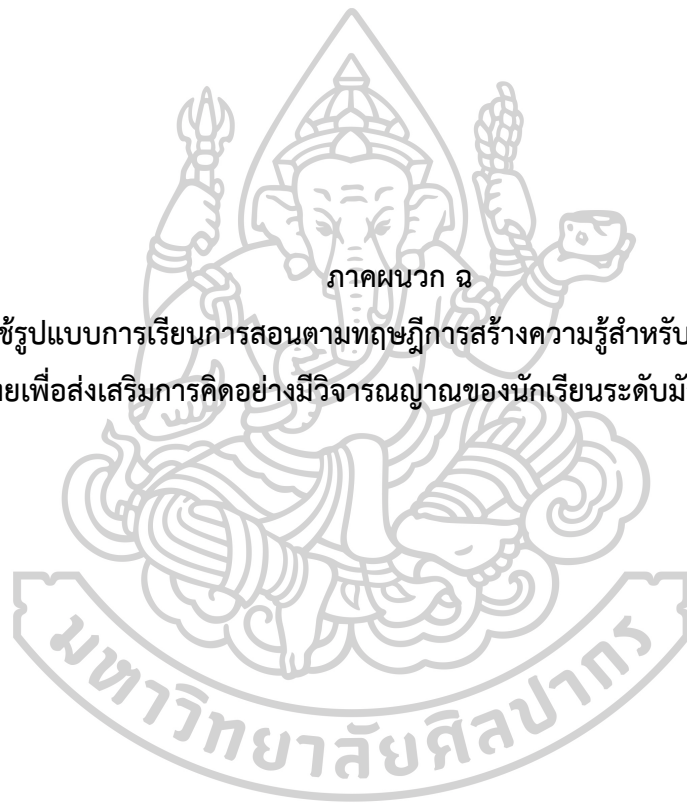 ภาคผนวก ฉ
ช้รูปแบบการเรียนการสอนตามทฤษฎีการสร้างความรู้สำหรับ
ยเพื่อส่งเสริมการคิดอย่างมีวิจารณญาณของนักเรียนระดับมั
มหาวิทยาลัยศิลปากร